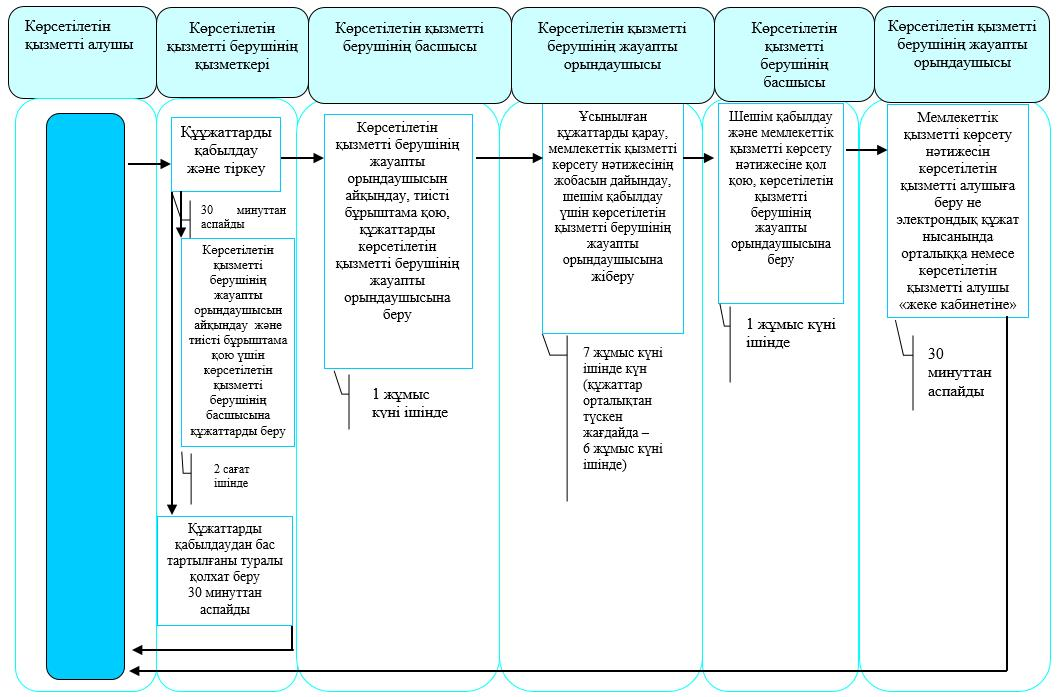 Көрсетілетін
қызметті алушы
Көрсетілетін
қызметті берушінің
қызметкері
Көрсетілетін қызметті
берушінің басшысы
Көрсетілетін қызметті
берушінің жауапты
орындаушысы
Көрсетілетін
қызметті
берушінің
басшысы
Көрсетілетін қызметті
берушінің жауапты
орындаушысы
Құұжаттарды
қабылдау
және тіркеу
30 минуттан
аспайды
Көрсетілетін
қызметті
берушінің
жауапты
орындаушысын
айқындау және
тиісті бұрыштама
қою үшін
көрсетілетін
қызметті
берушінің
басшысына
құжаттарды беру
2 сағат
ішінде
Құжаттарды
қабылдаудан бас
тартылғаны туралы
қолхат беру
30 минуттан
аспайды
Көрсетілетін
қызметті берушінің
жауапты
орындаушысын
айқындау, тиісті
бұрыштама қою,
құжаттарды
көрсетілетін
қызметті берушінің
жауапты
орындаушысына
беру
1 жұмыс
күні ішінде
Ұсынылған
құжаттарды қарау,
мемлекеттік қызметті
көрсету нәтижесінің
жобасын дайындау,
шешім қабылдау
үшін көрсетілетін
қызметті берушінің
жауапты
орындаушысына
жіберу
7 жұмыс күні
ішінде күн
(құжаттар
орталықтан
түскен
жағдайда –
6 жұмыс күні
ішінде)
Шешім қабылдау
және мемлекеттік
қызметті көрсету
нәтижесіне қол
қою, көрсетілетін
қызметті
берушінің
жауапты
орындаушысына
беру
1 жұмыс күні
ішінде
Мемлекеттік
қызметті көрсету
нәтижесін
көрсетілетін
қызметті алушыға
беру не
электрондық құжат
нысанында
орталыққа немесе
көрсетілетін
қызметті алушы
«жеке кабинетіне»
30
минуттан
аспайды